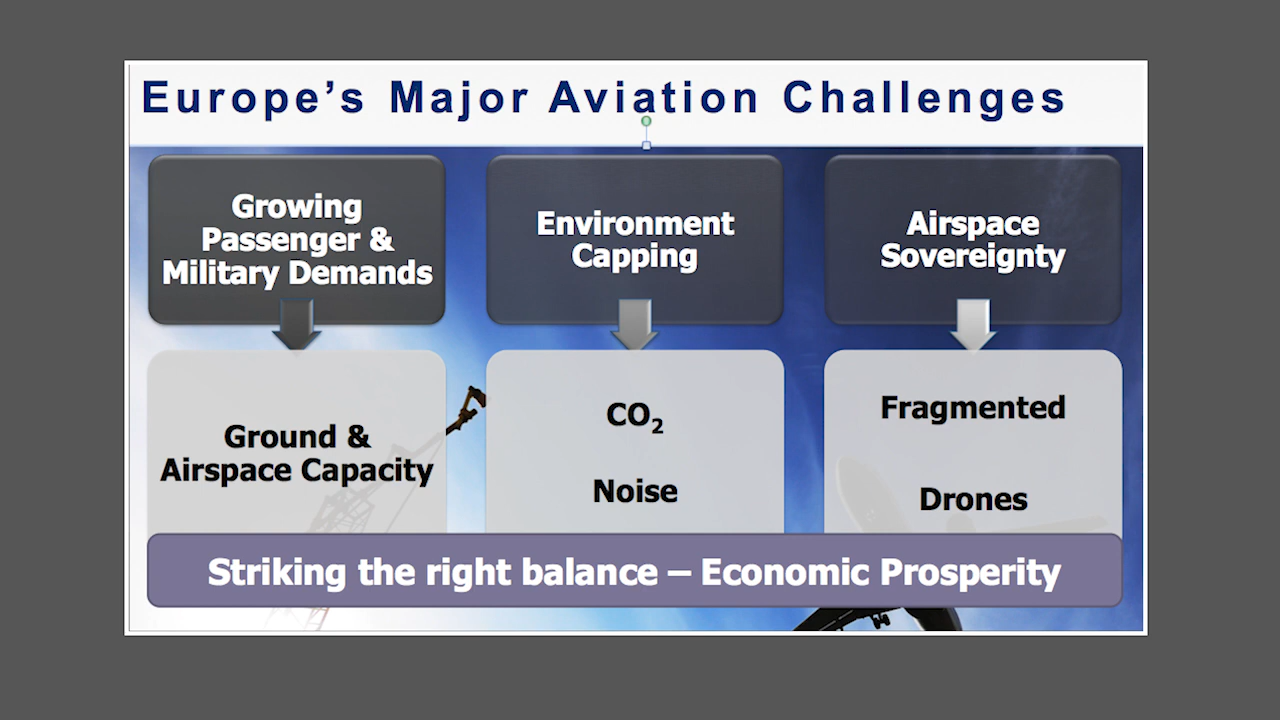 Europe's Major Aviation Challenges
Growing
Passenger &
Military Demands
Ground &
Airspace Capacity
Environment
Capping
CO₂
Noise
Airspace
Sovereignty
Fragmented
Drones
Striking the right balance – Economic Prosperity